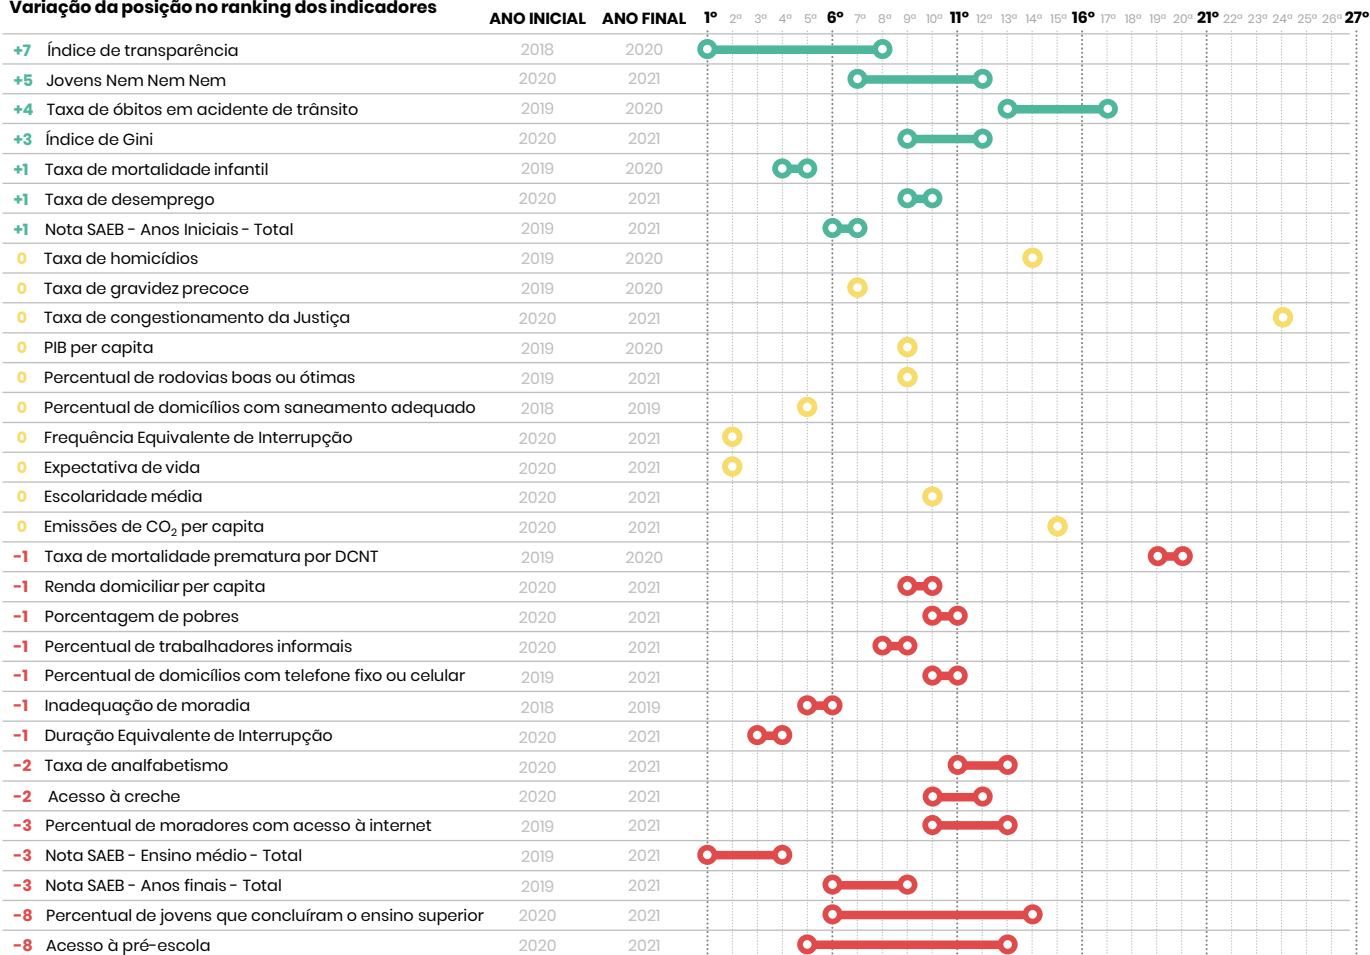 Variação da posição no ranking dos indicadores
ANO INICIAL ANO FINAL 1º 2º 3º 4º 5º 6º 7º 8º 9º 10º 11º 12º 13º 14º 15º 16º 17º 18º 19º 20º 21º 22º 23º 24º 25º 26º 27º
+7 Índice de transparência 2018 2020
+5 Jovens Nem Nem Nem 2020 2021
+4 Taxa de óbitos em acidente de trânsito 2019 2020
+3 Índice de Gini 2020 2021
+1 Taxa de mortalidade infantil 2019 2020
+1 Taxa de desemprego 2020 2021
+1 Nota SAEB - Anos Iniciais - Total 2019 2021
0 Taxa de homicídios 2019 2020
0 Taxa de gravidez precoce 2019 2020
0 Taxa de congestionamento da Justiça 2020 2021
0 PIB per capita 2019 2020
0 Percentual de rodovias boas ou ótimas 2019 2021
0 Percentual de domicílios com saneamento adequado 2018 2019
0 Frequência Equivalente de Interrupção 2020 2021
0 Expectativa de vida 2020 2021
0 Escolaridade média 2020 2021
0 Emissões de CO₂ per capita 2020 2021
-1 Taxa de mortalidade prematura por DCNT 2019 2020
-1 Renda domiciliar per capita 2020 2021
-1 Porcentagem de pobres 2020 2021
-1 Percentual de trabalhadores informais 2020 2021
-1 Percentual de domicílios com telefone fixo ou celular 2019 2021
-1 Inadequação de moradia 2018 2019
-1 Duração Equivalente de Interrupção 2020 2021
-2 Taxa de analfabetismo 2020 2021
-2 Acesso à creche 2020 2021
-3 Percentual de moradores com acesso à internet 2019 2021
-3 Nota SAEB - Ensino médio - Total 2019 2021
-3 Nota SAEB - Anos finais - Total 2019 2021
-8 Percentual de jovens que concluíram o ensino superior 2020 2021
-8 Acesso à pré-escola 2020 2021